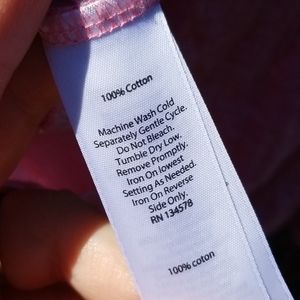 100% Cotton
Machine Wash Cold
Separately Gentle Cycle.
Do Not Bleach.
Tumble Dry Low.
Remove Promptly.
Iron On lowest
Setting As Needed.
Iron On Reverse
Side Only.
RN 134578
100% coton